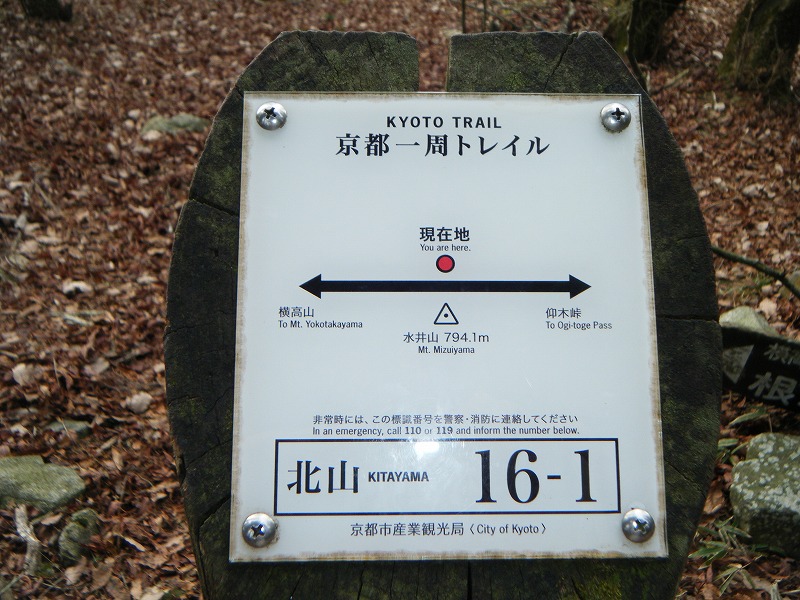 KYOTO TRAIL
京都一周トレイル
現在地
You are here.
横高山
To Mt. Yokotakayama
水井山 794.1m
Mt. Mizuiyama
仰木峠
To Ogi-toge Pass
非常時には、この標識番号を警察・消防に連絡してください
In an emergency, call 110 or 119 and inform the number below.
北山 KITAYAMA 16-1
京都市産業観光局〈City of Kyoto〉
根